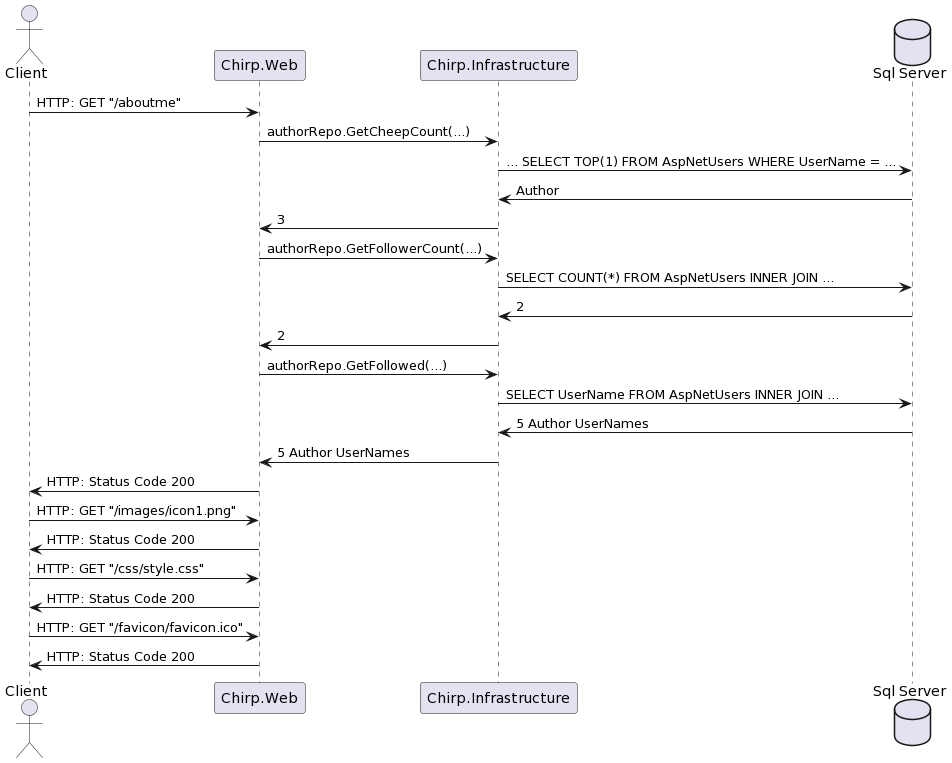 Client
Chirp.Web
Chirp.Infrastructure
Sql Server
HTTP: GET "/aboutme"
authorRepo.GetCheepCount(...)
... SELECT TOP(1) FROM AspNetUsers WHERE UserName = ...
Author
3
authorRepo.GetFollowerCount(...)
SELECT COUNT(*) FROM AspNetUsers INNER JOIN ...
2
2
authorRepo.GetFollowed(...)
SELECT UserName FROM AspNetUsers INNER JOIN ...
5 Author UserNames
5 Author UserNames
HTTP: Status Code 200
HTTP: GET "/images/icon1.png"
HTTP: Status Code 200
HTTP: GET "/css/style.css"
HTTP: Status Code 200
HTTP: GET "/favicon/favicon.ico"
HTTP: Status Code 200
Client
Chirp.Web
Chirp.Infrastructure
Sql Server